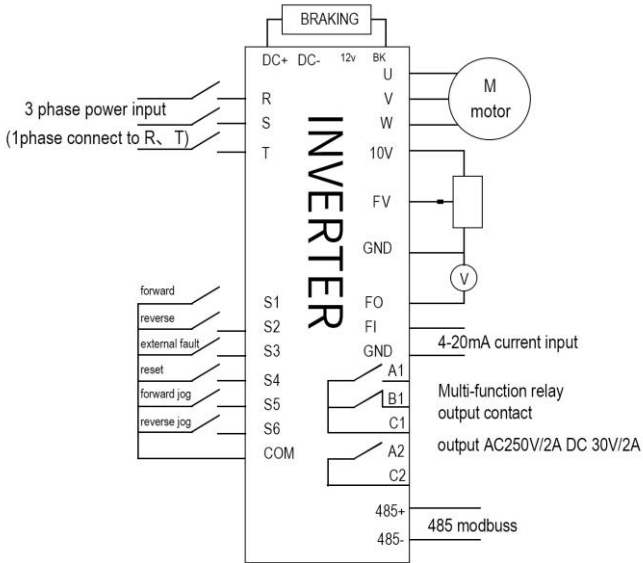 BRAKING
DC+ DC- 12v BK
U
V
W
M
motor
R
S
T
3 phase power input
(1phase connect to R、T)
INVERTER
10V
FV
GND
V
FO
FI
GND
4-20mA current input
forward
S1
reverse
S2
external fault
S3
reset
S4
forward jog
S5
reverse jog
S6
COM
A1
B1
C1
A2
C2
Multi-function relay
output contact
output AC250V/2A DC 30V/2A
485+
485-
485 modbuss